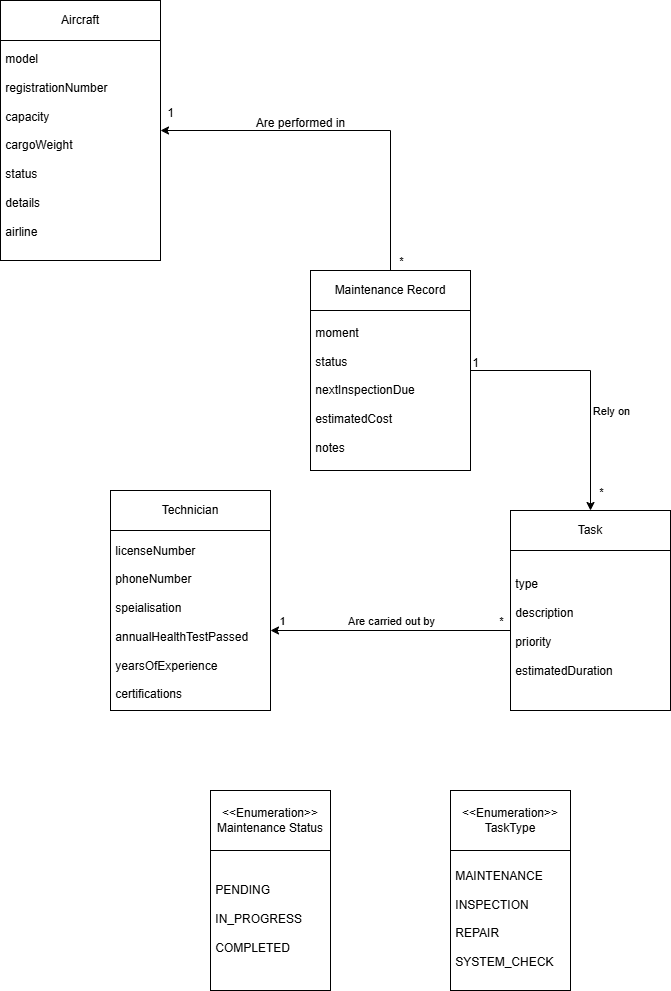 Aircraft
model
registrationNumber
capacity
cargoWeight
status
details
airline
1
Are performed in
*
Maintenance Record
moment
status
nextInspectionDue
estimatedCost
notes
1
Rely on
*
Technician
licenseNumber
phoneNumber
speialisation
annualHealthTestPassed
yearsOfExperience
certifications
1
Are carried out by
*
Task
type
description
priority
estimatedDuration
<<Enumeration>>
Maintenance Status
PENDING
IN_PROGRESS
COMPLETED
<<Enumeration>>
TaskType
MAINTENANCE
INSPECTION
REPAIR
SYSTEM_CHECK